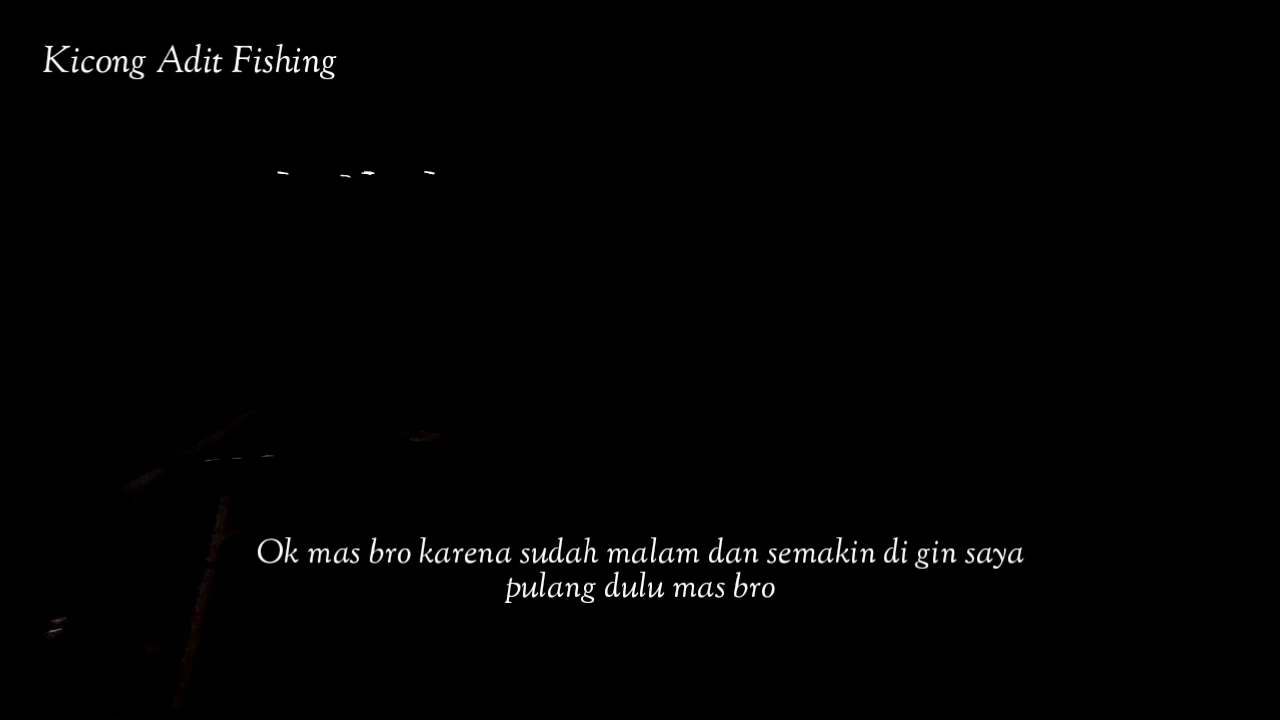 Kicong Adit Fishing
Ok mas bro karena sudah malam dan semakin di gin saya
pulang dulu mas bro